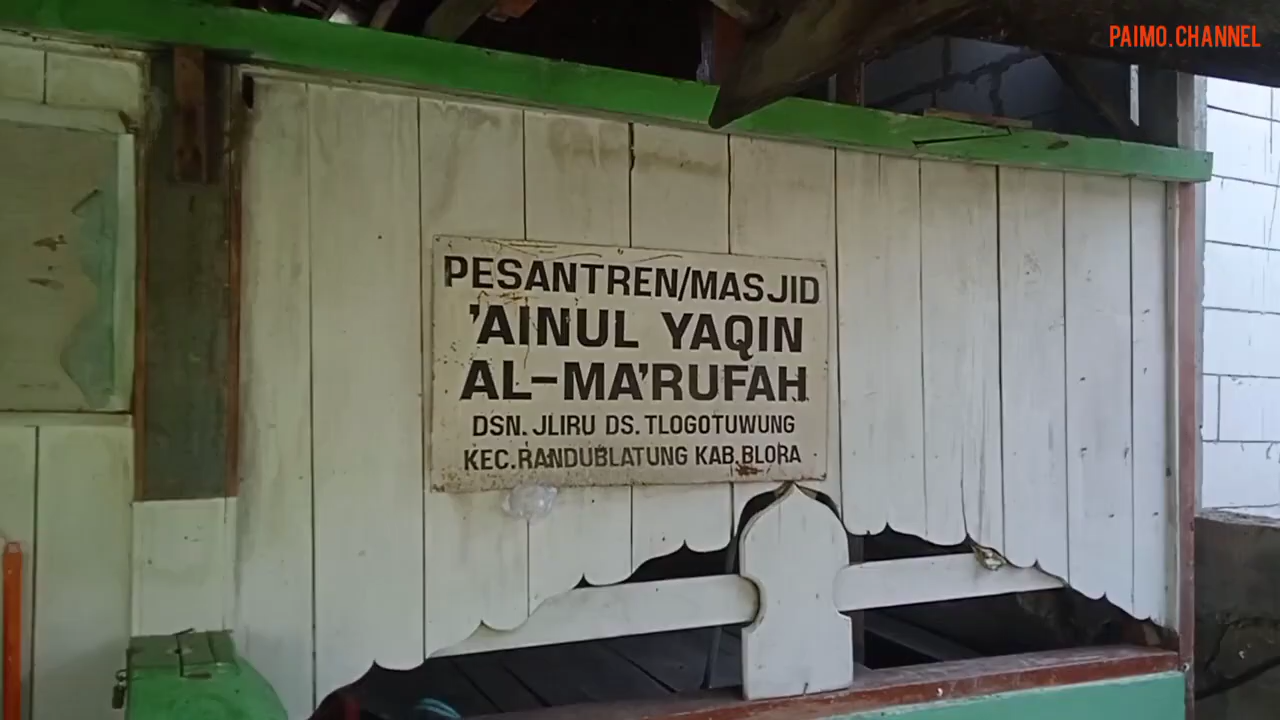 PAIMO.CHANNEL
PESANTREN/MASJID
'AINUL YAQIN
AL-MA'RUFAH
DSN. JLIRU DS. TLOGOTUWUNG
KEC.RANDUBLATUNG KAB.BLORA